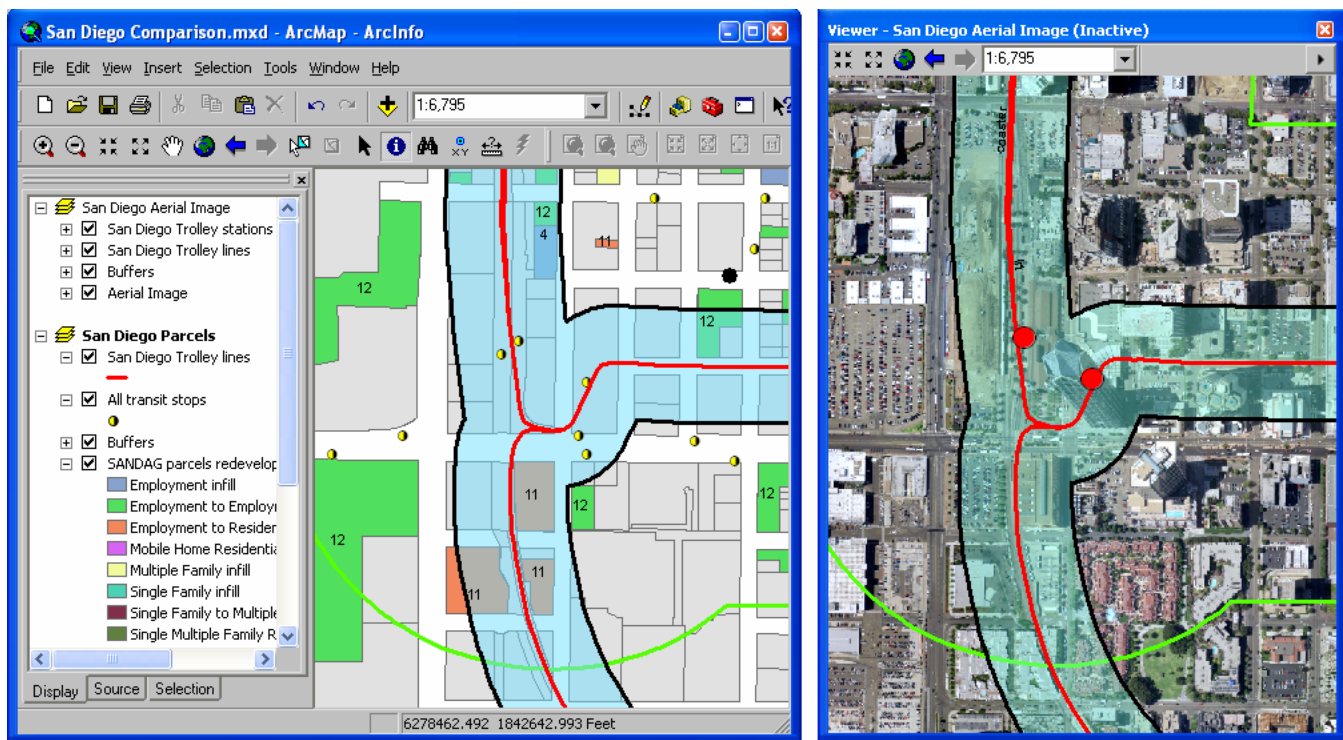 San Diego Comparison.mxd - ArcMap - ArcInfo
File Edit View Insert Selection Tools Window Help
1:6,795
XY
1:1
San Diego Aerial Image
San Diego Trolley stations
San Diego Trolley lines
Buffers
Aerial Image
San Diego Parcels
San Diego Trolley lines
All transit stops
Buffers
SANDAG parcels redevelop
Employment infill
Employment to Employ
Employment to Residen
Mobile Home Residentia
Multiple Family infill
Single Family infill
Single Family to Multiple
Single Multiple Family R
Display Source Selection
6278462.492 1842642.993 Feet
12
4
11
12
12
12
11
12
12
11
11
Viewer - San Diego Aerial Image (Inactive)
1:6,795
Coaster